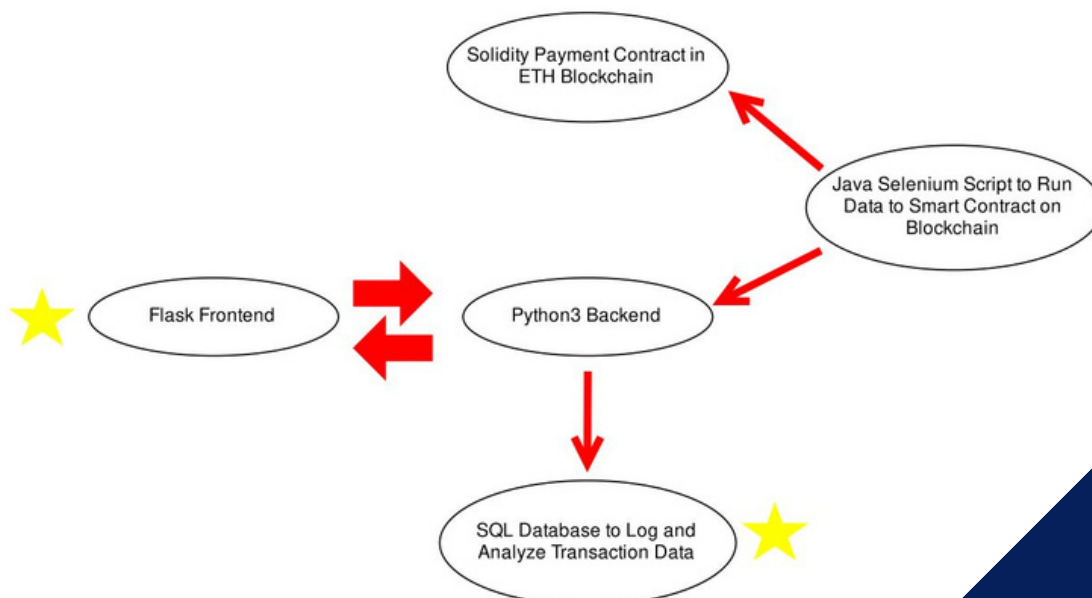 Solidity Payment Contract in
ETH Blockchain
Java Selenium Script to Run
Data to Smart Contract on
Blockchain
Flask Frontend
Python3 Backend
SQL Database to Log and
Analyze Transaction Data